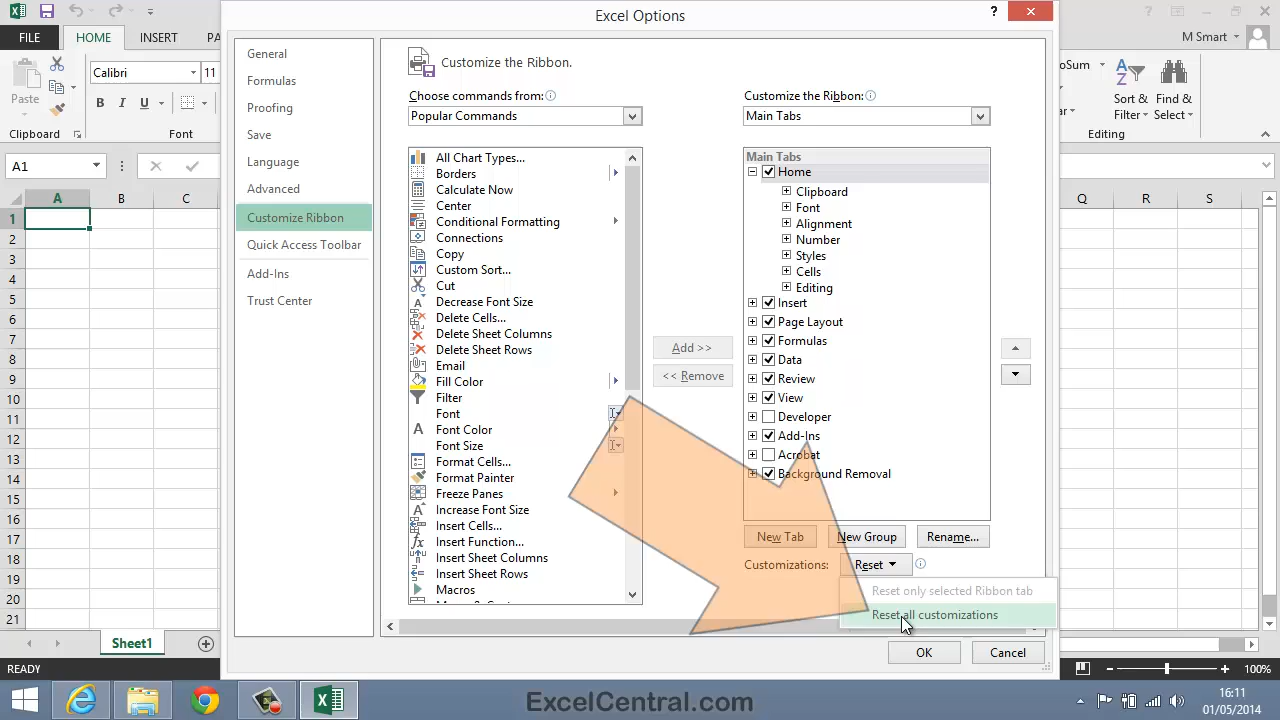 Excel Options
?
M Smart
FILE
HOME
INSERT
PA
Paste
Calibri
11
B I U
Clipboard
Font
Sort &
Filter
Find &
Select
Editing
A1
A B C
Q R S
1
2
3
4
5
6
7
8
9
10
11
12
13
14
15
16
17
18
19
20
21
General
Formulas
Proofing
Save
Language
Advanced
Customize Ribbon
Quick Access Toolbar
Add-Ins
Trust Center
Customize the Ribbon.
Choose commands from:
Popular Commands
All Chart Types...
Borders
Calculate Now
Center
Conditional Formatting
Connections
Copy
Custom Sort...
Cut
Decrease Font Size
Delete Cells...
Delete Sheet Columns
Delete Sheet Rows
Email
Fill Color
Filter
Font
Font Color
Font Size
Format Cells...
Format Painter
Freeze Panes
Increase Font Size
Insert Cells...
Insert Function...
Insert Sheet Columns
Insert Sheet Rows
Macros
Add >>
<< Remove
Customize the Ribbon:
Main Tabs
Main Tabs
Home
Clipboard
Font
Alignment
Number
Styles
Cells
Editing
Insert
Page Layout
Formulas
Data
Review
View
Developer
Add-Ins
Acrobat
Background Removal
New Tab
New Group
Rename...
Customizations:
Reset
Reset only selected Ribbon tab
Reset all customizations
OK
Cancel
Sheet1
READY
100%
ExcelCentral.com
16:11
01/05/2014